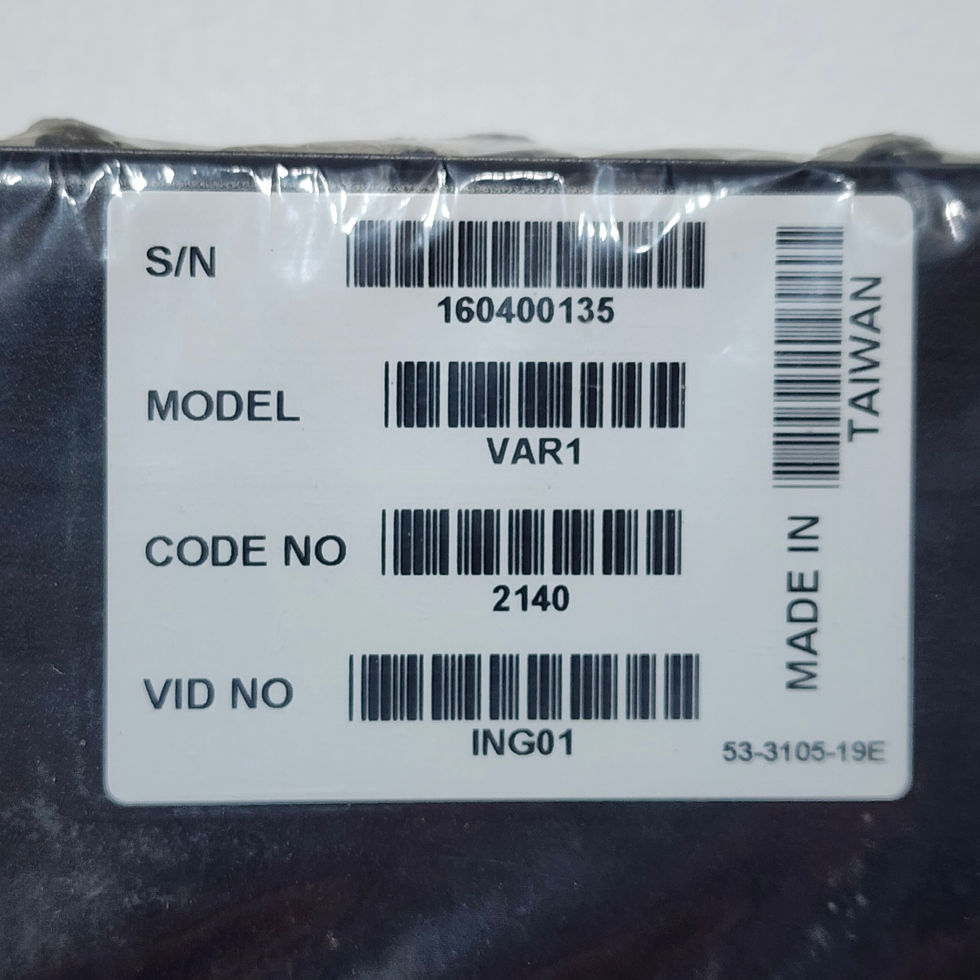 S/N
160400135
MODEL
VAR1
CODE NO
2140
VID NO
ING01
MADE IN
TAIWAN
53-3105-19E